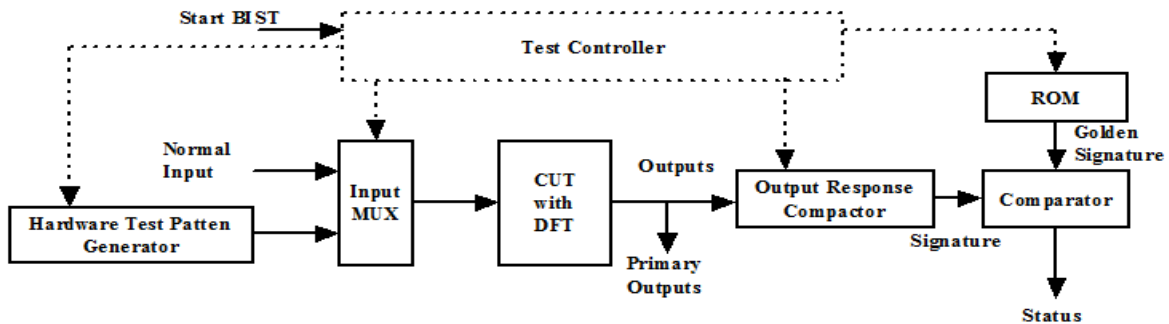 Start BIST
Test Controller
ROM
Golden
Signature
Normal
Input
Input
MUX
CUT
with
DFT
Outputs
Output Response
Compactor
Comparator
Hardware Test Patten
Generator
Signature
Primary
Outputs
Status